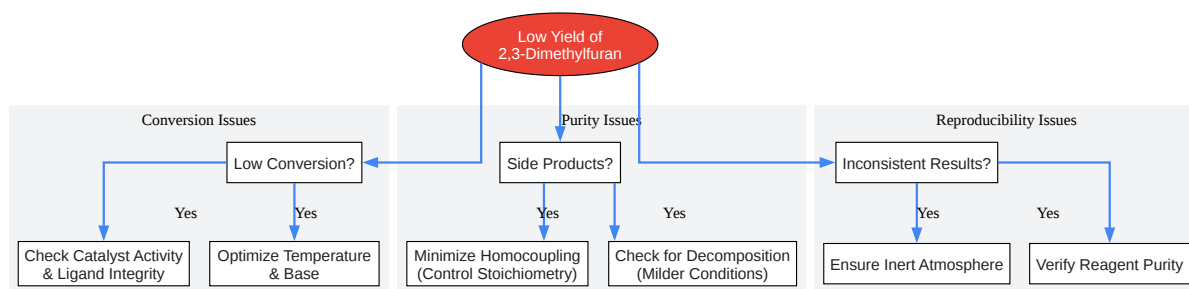 Low Yield of
2,3-Dimethylfuran
Conversion Issues
Purity Issues
Reproducibility Issues
Low Conversion?
Side Products?
Inconsistent Results?
Yes
Yes
Yes
Yes
Yes
Yes
Check Catalyst Activity
& Ligand Integrity
Optimize Temperature
& Base
Minimize Homocoupling
(Control Stoichiometry)
Check for Decomposition
(Milder Conditions)
Ensure Inert Atmosphere
Verify Reagent Purity